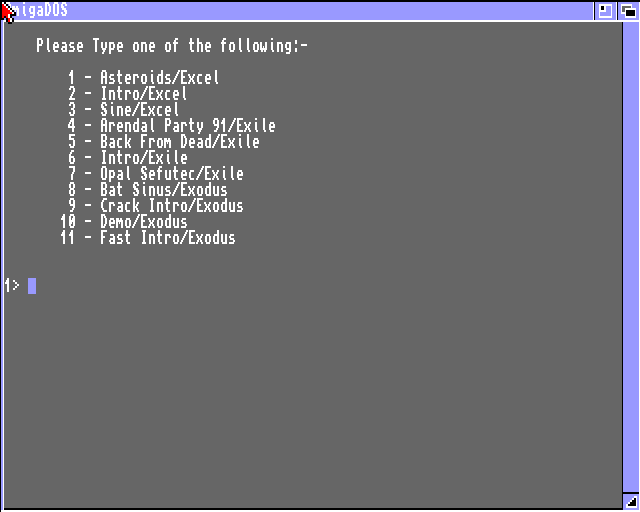 migaDOS
Please Type one of the following:-
1 - Asteroids/Excel
2 - Intro/Excel
3 - Sine/Excel
4 - Arendal Party 91/Exile
5 - Back From Dead/Exile
6 - Intro/Exile
7 - Opal Sefutec/Exile
8 - Bat Sinus/Exodus
9 - Crack Intro/Exodus
10 - Demo/Exodus
11 - Fast Intro/Exodus
1>